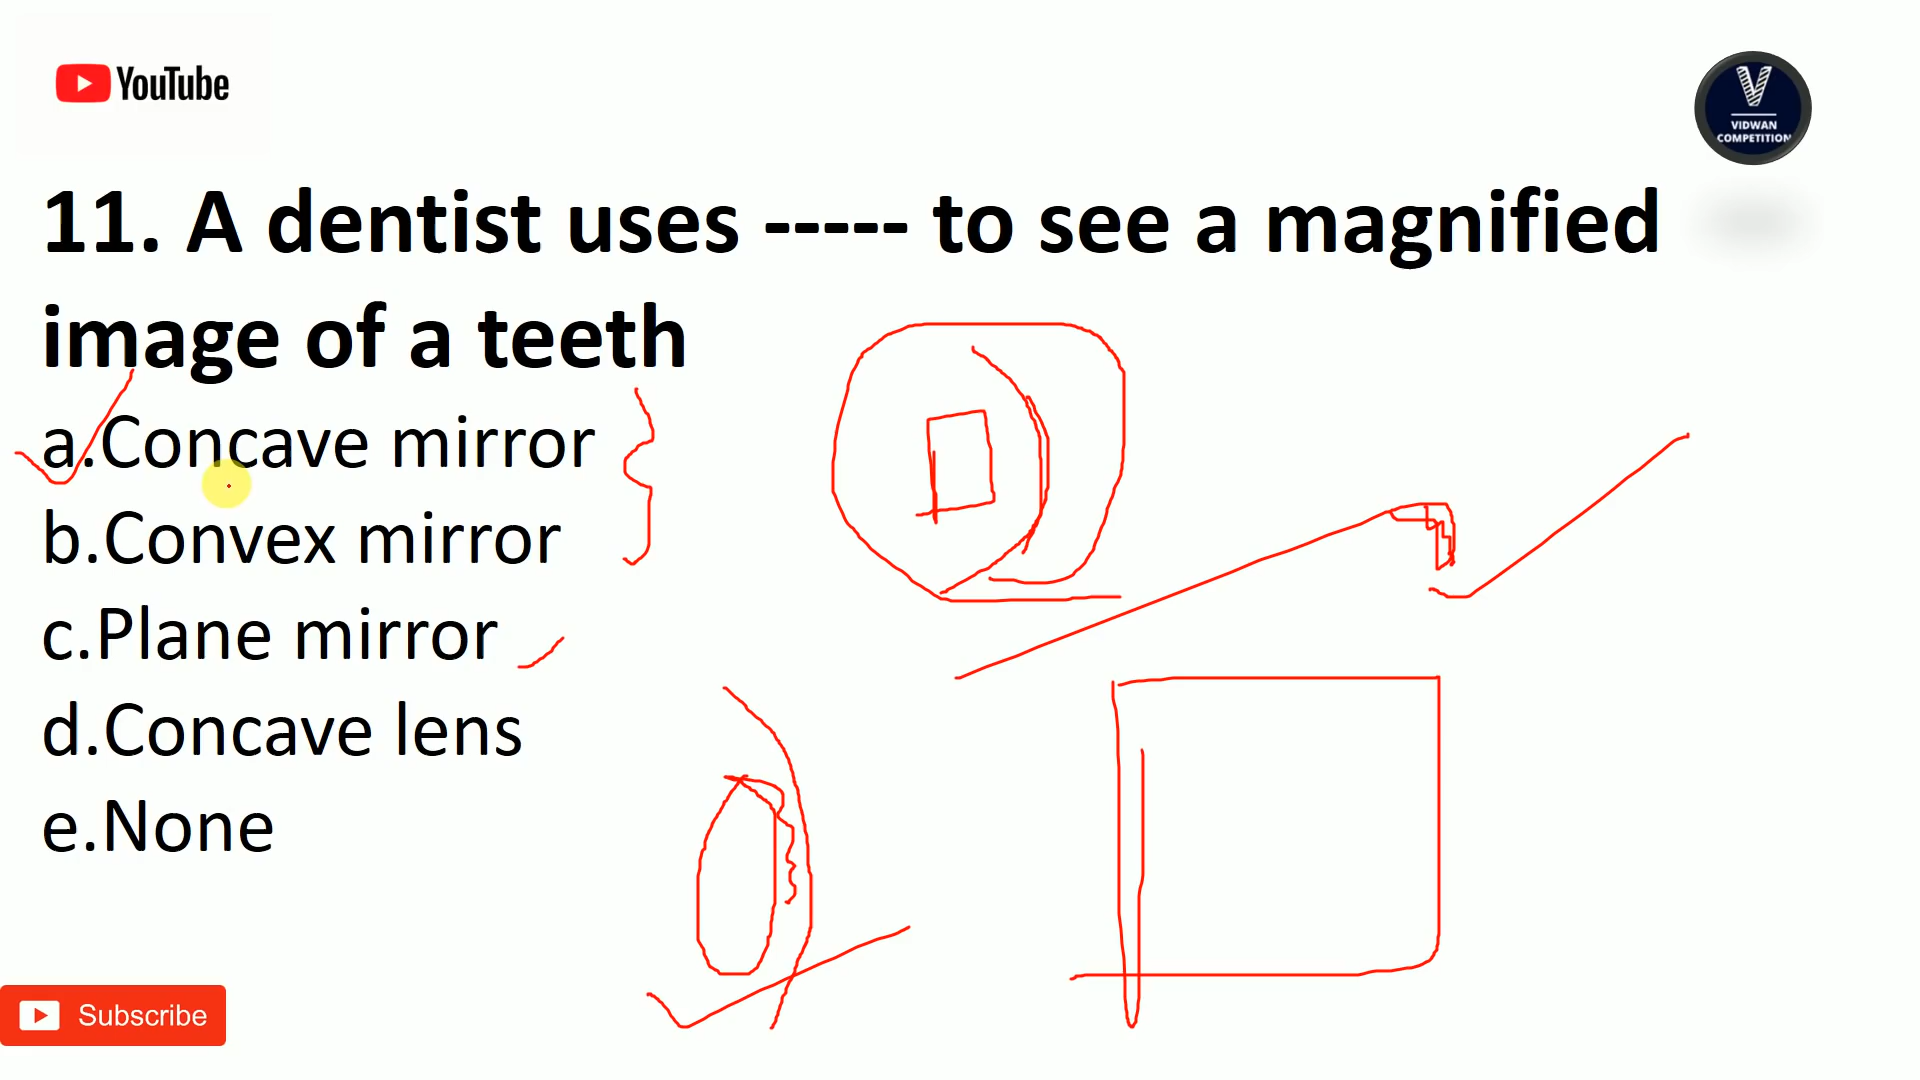 YouTube
VIDWAN
COMPETITION
11. A dentist uses ----- to see a magnified
image of a teeth
a.Concave mirror
b.Convex mirror
c.Plane mirror
d.Concave lens
e.None
Subscribe